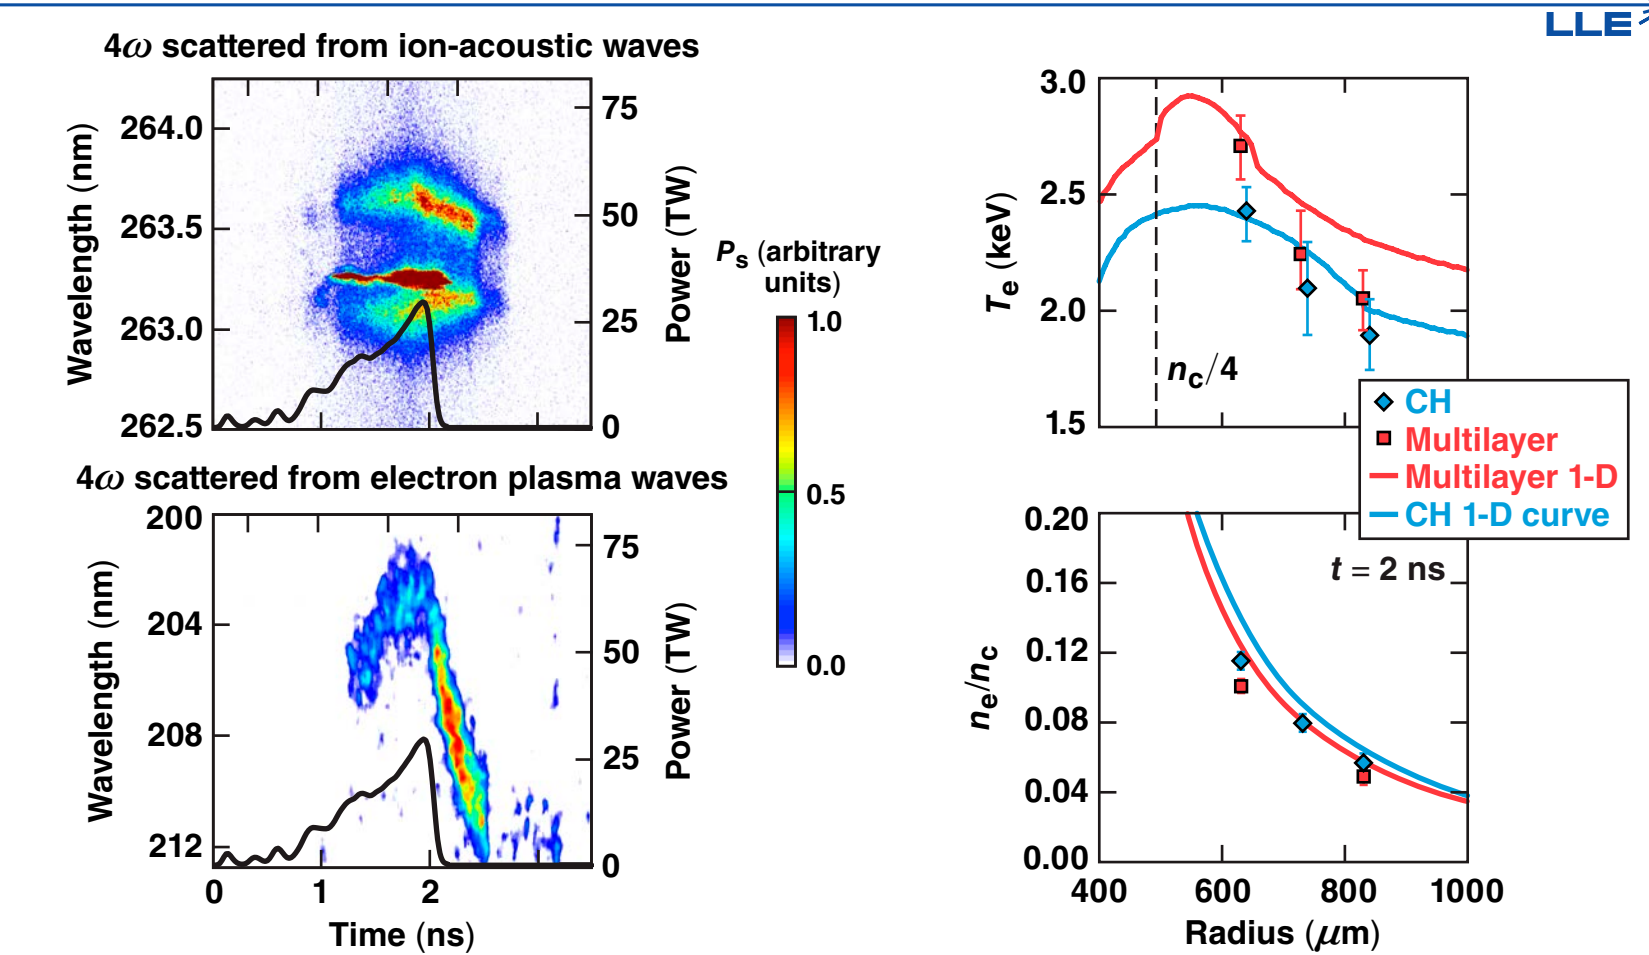 LLE
4ω scattered from ion-acoustic waves
Wavelength (nm)
264.0
263.5
263.0
262.5
75
50
25
0
Power (TW)
4ω scattered from electron plasma waves
Wavelength (nm)
200
204
208
212
75
50
25
0
Power (TW)
0
1
2
Time (ns)
Ps (arbitrary
units)
1.0
0.5
0.0
Te (keV)
3.0
2.5
2.0
1.5
nc/4
CH
Multilayer
Multilayer 1-D
CH 1-D curve
ne/nc
0.20
0.16
0.12
0.08
0.04
0.00
t = 2 ns
400
600
800
1000
Radius (μm)